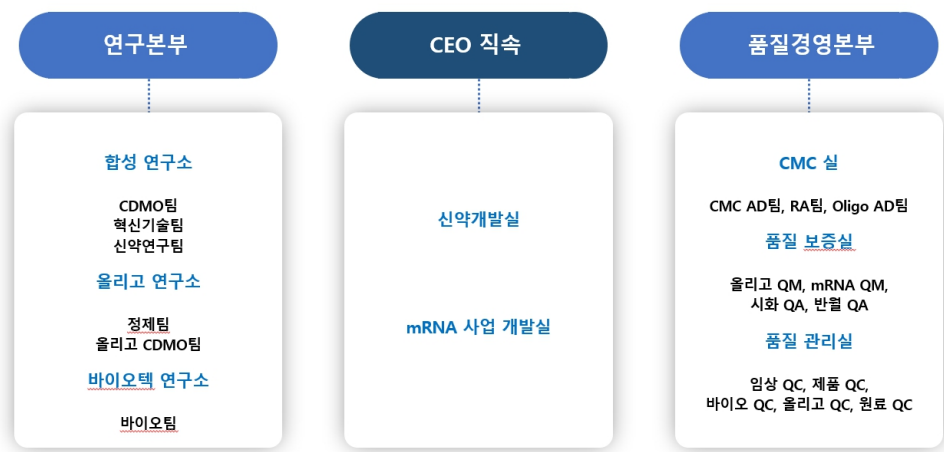 연구본부
합성 연구소
CDMO팀
혁신기술팀
신약연구팀
올리고 연구소
정제팀
올리고 CDMO팀
바이오텍 연구소
바이오팀
CEO 직속
신약개발실
mRNA 사업 개발실
품질경영본부
CMC 실
CMC AD팀, RA팀, Oligo AD팀
품질 보증실
올리고 QM, mRNA QM,
시화 QA, 반월 QA
품질 관리실
임상 QC, 제품 QC,
바이오 QC, 올리고 QC, 원료 QC